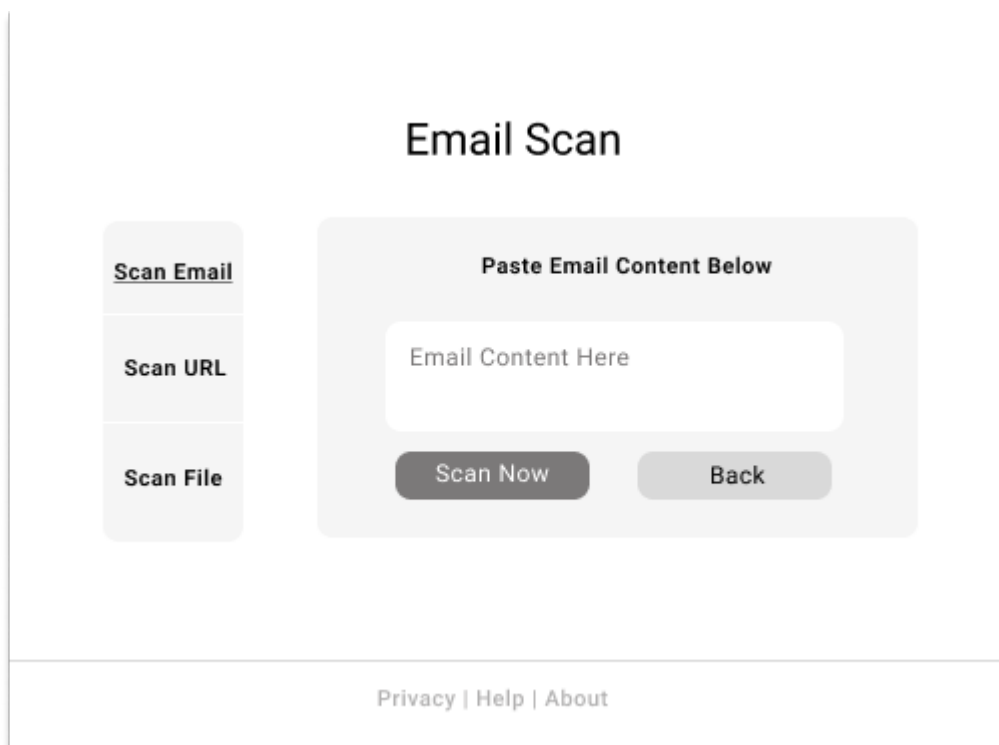 Email Scan
Scan Email
Scan URL
Scan File
Paste Email Content Below
Email Content Here
Scan Now
Back
Privacy | Help | About